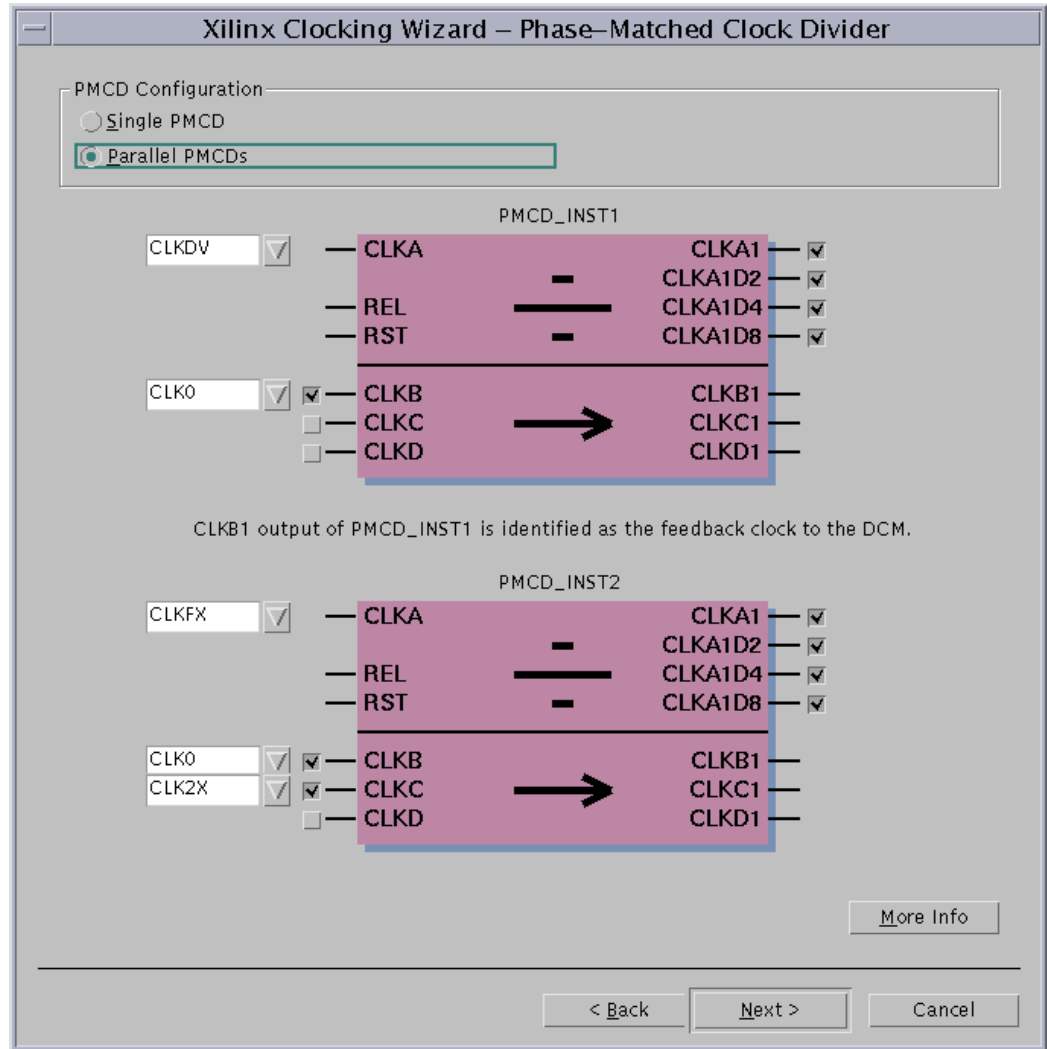 Xilinx Clocking Wizard – Phase–Matched Clock Divider
PMCD Configuration
Single PMCD
Parallel PMCDs
PMCD_INST1
CLKDV CLKA CLKA1
CLKA1D2
REL CLKA1D4
RST CLKA1D8
CLK0 CLKB CLKB1
CLKC CLKC1
CLKD CLKD1
CLKB1 output of PMCD_INST1 is identified as the feedback clock to the DCM.
PMCD_INST2
CLKFX CLKA CLKA1
CLKA1D2
REL CLKA1D4
RST CLKA1D8
CLK0 CLKB CLKB1
CLK2X CLKC CLKC1
CLKD CLKD1
More Info
< Back Next > Cancel